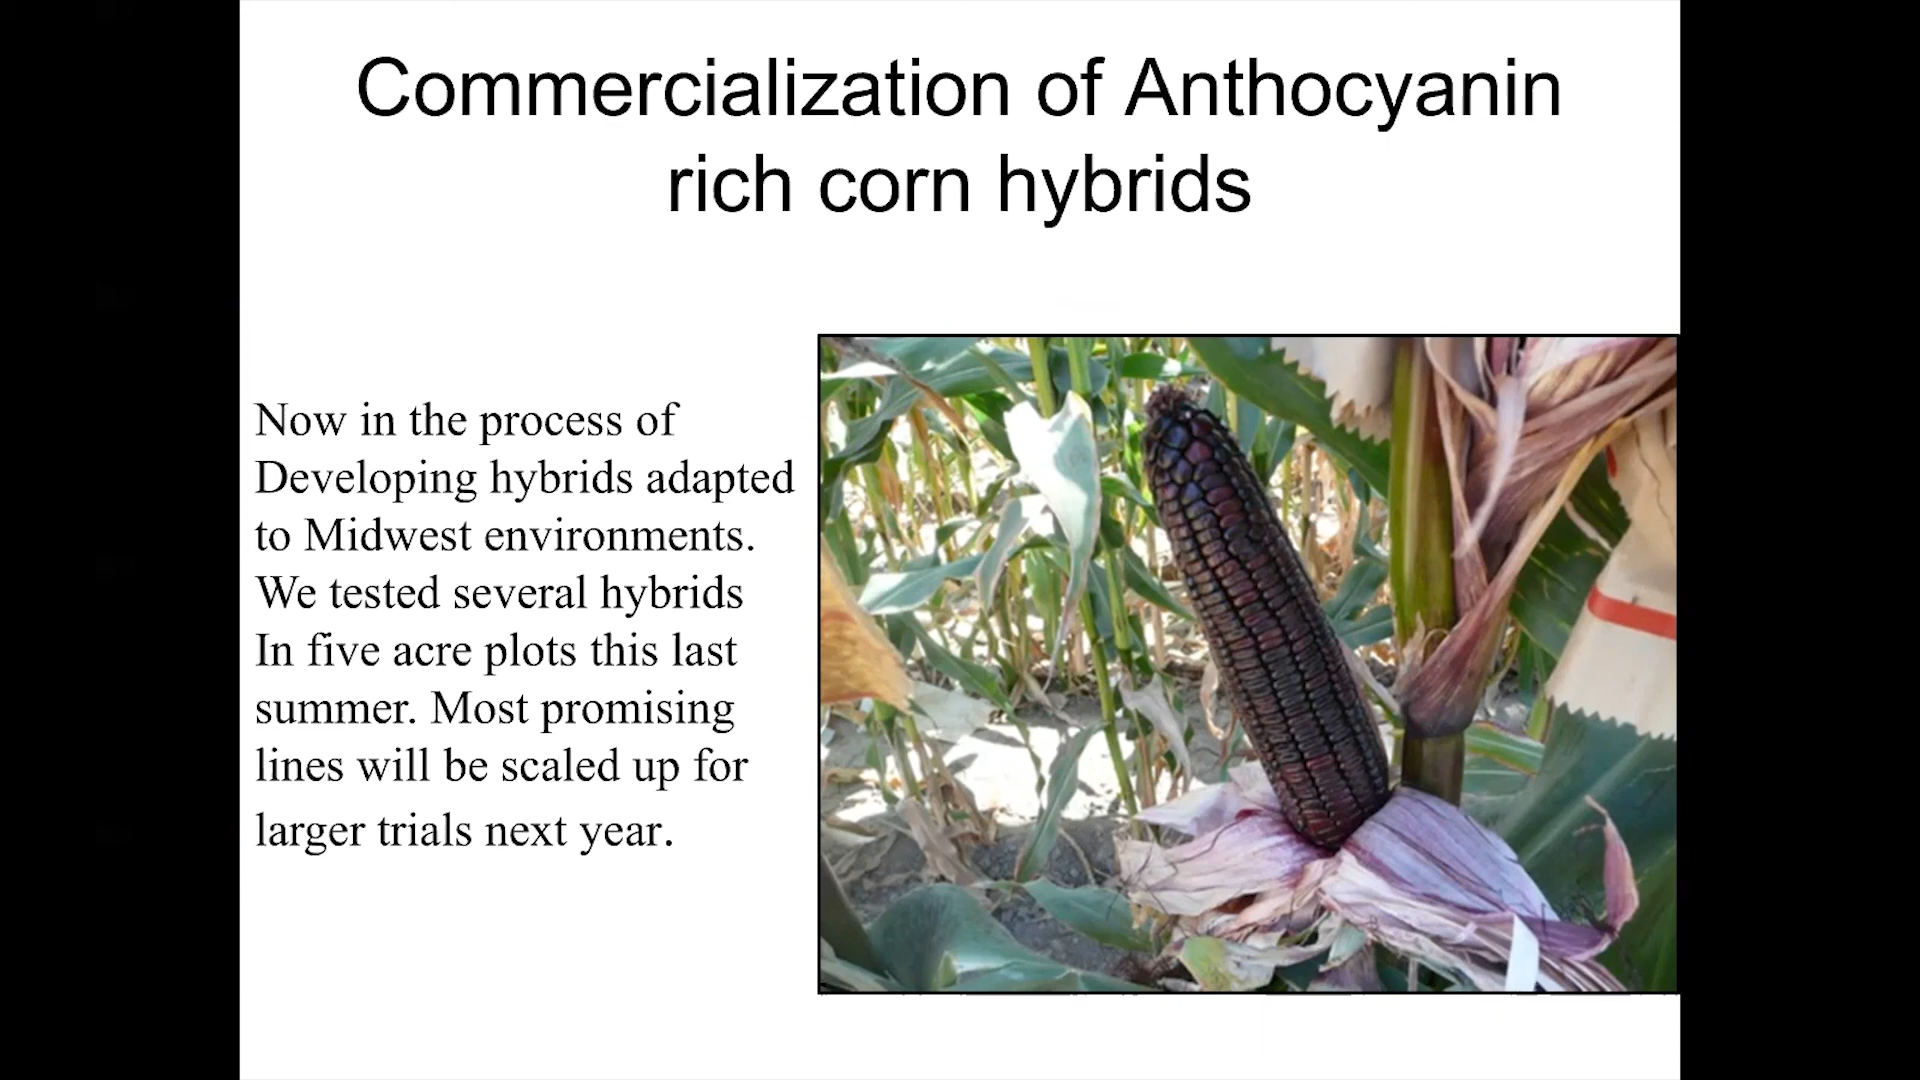 Commercialization of Anthocyanin
rich corn hybrids
Now in the process of
Developing hybrids adapted
to Midwest environments.
We tested several hybrids
In five acre plots this last
summer. Most promising
lines will be scaled up for
larger trials next year.